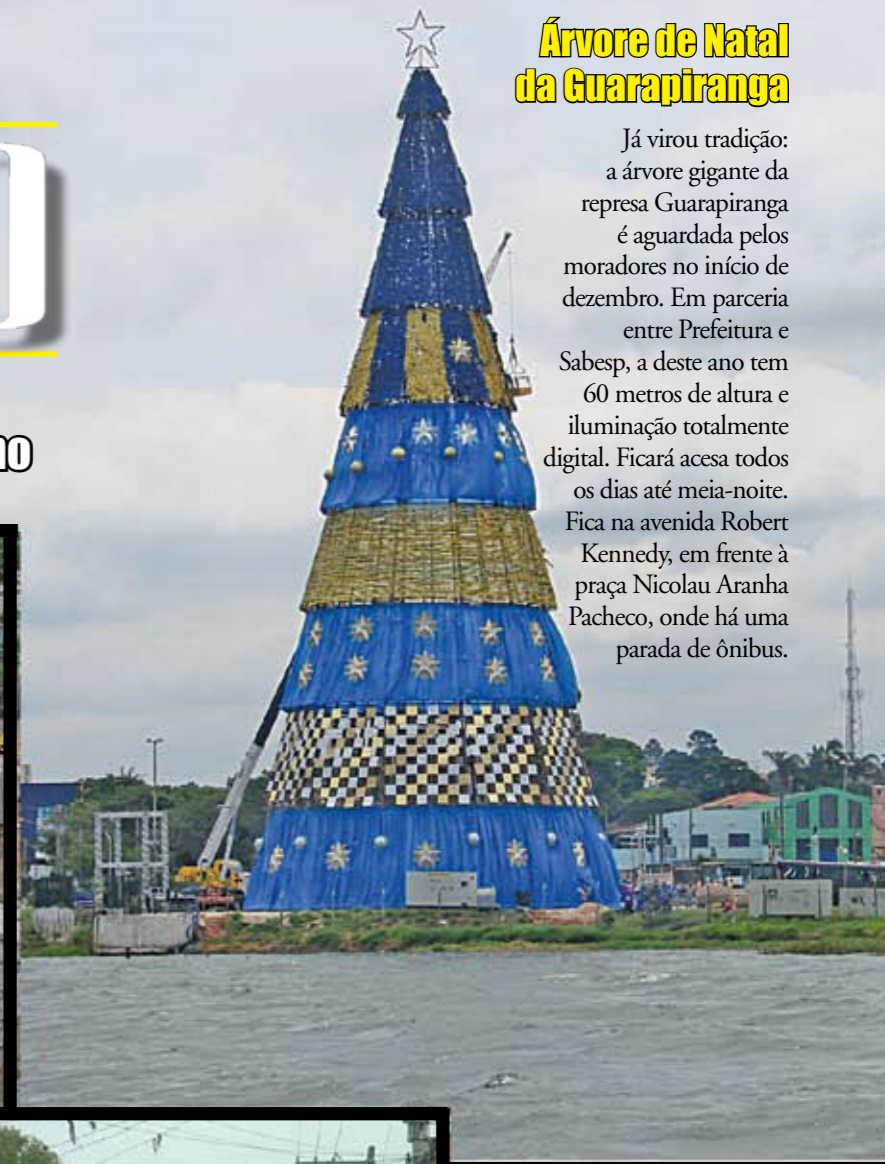 Árvore de Natal
da Guarapiranga
Já virou tradição:
a árvore gigante da
represa Guarapiranga
é aguardada pelos
moradores no início de
dezembro. Em parceria
entre Prefeitura e
Sabesp, a deste ano tem
60 metros de altura e
iluminação totalmente
digital. Ficará acesa todos
os dias até meia-noite.
Fica na avenida Robert
Kennedy, em frente à
praça Nicolau Aranha
Pacheco, onde há uma
parada de ônibus.